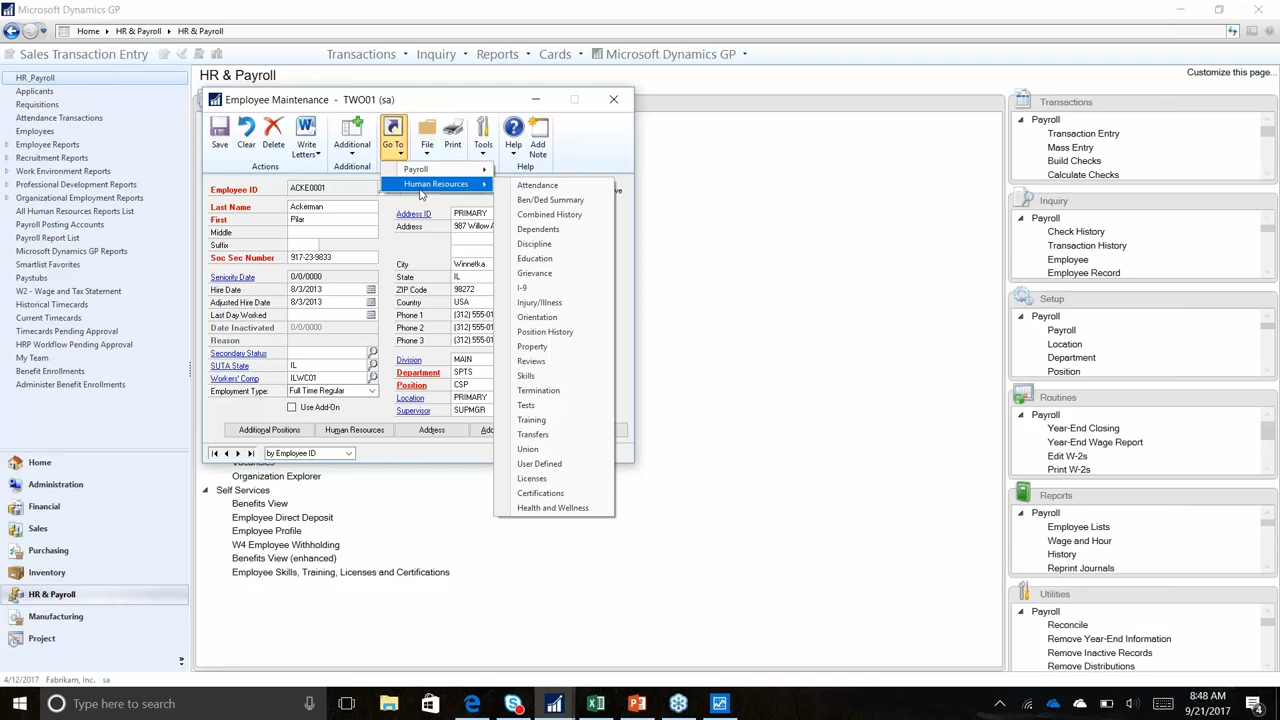 Microsoft Dynamics GP
Home HR & Payroll HR & Payroll
Sales Transaction Entry Transactions Inquiry Reports Cards Microsoft Dynamics GP
HR_Payroll
Applicants
Requisitions
Attendance Transactions
Employees
Employee Reports
Recruitment Reports
Work Environment Reports
Professional Development Reports
Organizational Employment Reports
All Human Resources Reports List
Payroll Posting Accounts
Payroll Report List
Microsoft Dynamics GP Reports
Smartlist Favorites
Paystubs
W2 - Wage and Tax Statement
Historical Timecards
Current Timecards
Timecards Pending Approval
HRP Workflow Pending Approval
My Team
Benefit Enrollments
Administer Benefit Enrollments
Home
Administration
Financial
Sales
Purchasing
Inventory
HR & Payroll
Manufacturing
Project
HR & Payroll
Customize this page...
Employee Maintenance - TWO01 (sa)
Save Clear Delete Write Letters Additional Go To File Print Tools Help Add Note
Actions Additional Help
Payroll
Human Resources
Employee ID ACKE0001
Last Name Ackerman
First Pilar
Middle
Suffix
Soc Sec Number 917-23-9833
Seniority Date 0/0/0000
Hire Date 8/3/2013
Adjusted Hire Date 8/3/2013
Last Day Worked
Date Inactivated 0/0/0000
Reason
Secondary Status
SUTA State IL
Workers' Comp ILWC01
Employment Type: Full Time Regular
Use Add-On
Address ID PRIMARY
Address 987 Willow A
City Winnetka
State IL
ZIP Code 98272
Country USA
Phone 1 (312) 555-01
Phone 2 (312) 555-01
Phone 3 (312) 555-01
Division MAIN
Department SPTS
Position CSP
Location PRIMARY
Supervisor SUPMGR
Additional Positions Human Resources Address
by Employee ID
Attendance
Ben/Ded Summary
Combined History
Dependents
Discipline
Education
Grievance
I-9
Injury/Illness
Orientation
Position History
Property
Reviews
Skills
Termination
Tests
Training
Transfers
Union
User Defined
Licenses
Certifications
Health and Wellness
Vacancies
Organization Explorer
Self Services
Benefits View
Employee Direct Deposit
Employee Profile
W4 Employee Withholding
Benefits View (enhanced)
Employee Skills, Training, Licenses and Certifications
Transactions
Payroll
Transaction Entry
Mass Entry
Build Checks
Calculate Checks
Inquiry
Payroll
Check History
Transaction History
Employee
Employee Record
Setup
Payroll
Payroll
Location
Department
Position
Routines
Payroll
Year-End Closing
Year-End Wage Report
Edit W-2s
Print W-2s
Reports
Payroll
Employee Lists
Wage and Hour
History
Reprint Journals
Utilities
Payroll
Reconcile
Remove Year-End Information
Remove Inactive Records
Remove Distributions
4/12/2017 Fabrikam, Inc. sa
Type here to search
8:48 AM
9/21/2017